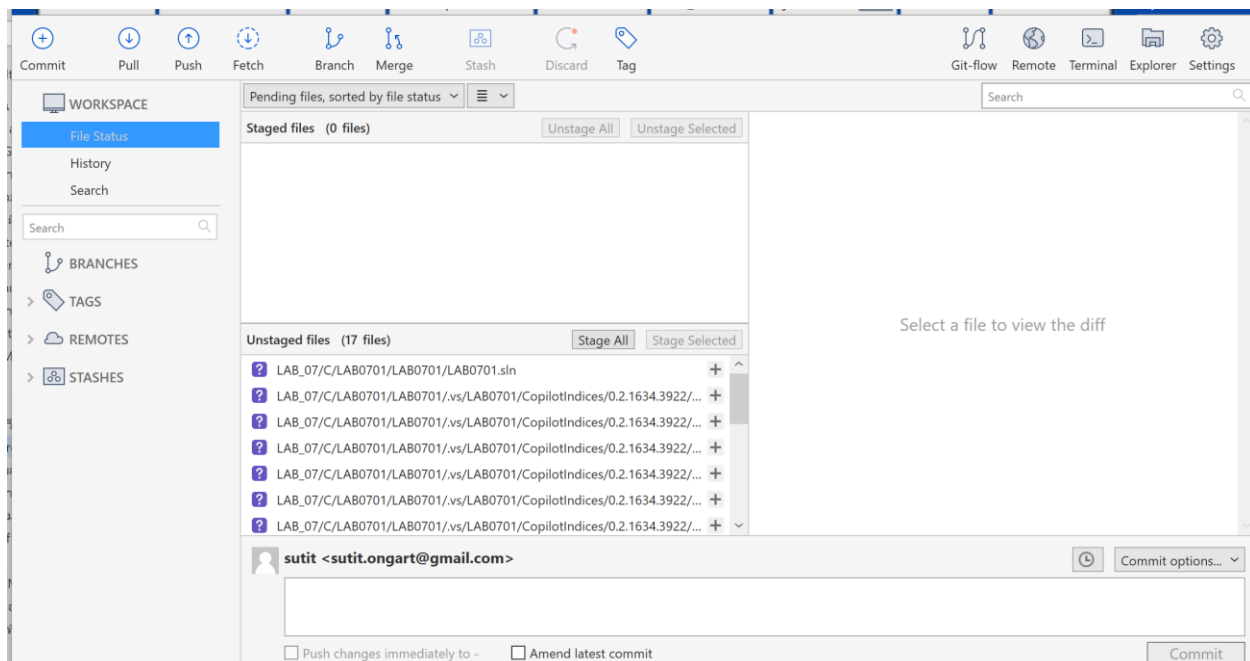 Commit Pull Push Fetch Branch Merge Stash Discard Tag Git-flow Remote Terminal Explorer Settings
WORKSPACE
File Status
History
Search
Search
BRANCHES
TAGS
REMOTES
STASHES
Pending files, sorted by file status
Search
Staged files (0 files) Unstage All Unstage Selected
Select a file to view the diff
Unstaged files (17 files) Stage All Stage Selected
LAB_07/C/LAB0701/LAB0701/LAB0701.sln
LAB_07/C/LAB0701/LAB0701/.vs/LAB0701/CopilotIndices/0.2.1634.3922/...
LAB_07/C/LAB0701/LAB0701/.vs/LAB0701/CopilotIndices/0.2.1634.3922/...
LAB_07/C/LAB0701/LAB0701/.vs/LAB0701/CopilotIndices/0.2.1634.3922/...
LAB_07/C/LAB0701/LAB0701/.vs/LAB0701/CopilotIndices/0.2.1634.3922/...
LAB_07/C/LAB0701/LAB0701/.vs/LAB0701/CopilotIndices/0.2.1634.3922/...
LAB_07/C/LAB0701/LAB0701/.vs/LAB0701/CopilotIndices/0.2.1634.3922/...
sutit <sutit.ongart@gmail.com>
Commit options...
Push changes immediately to -
Amend latest commit
Commit